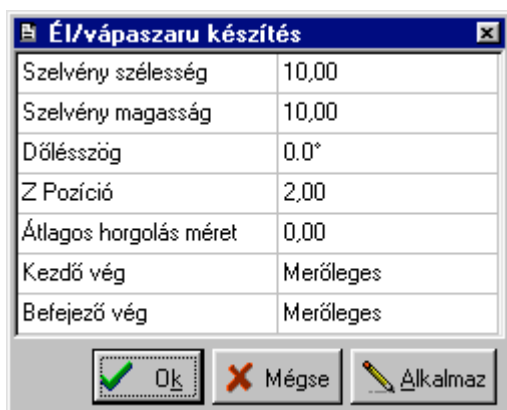 Él/vápaszaru készítés
Szelvény szélesség 10,00
Szelvény magasság 10,00
Dőlésszög 0.0°
Z Pozíció 2,00
Átlagos horgolás méret 0,00
Kezdő vég Merőleges
Befejező vég Merőleges
Ok Mégse Alkalmaz